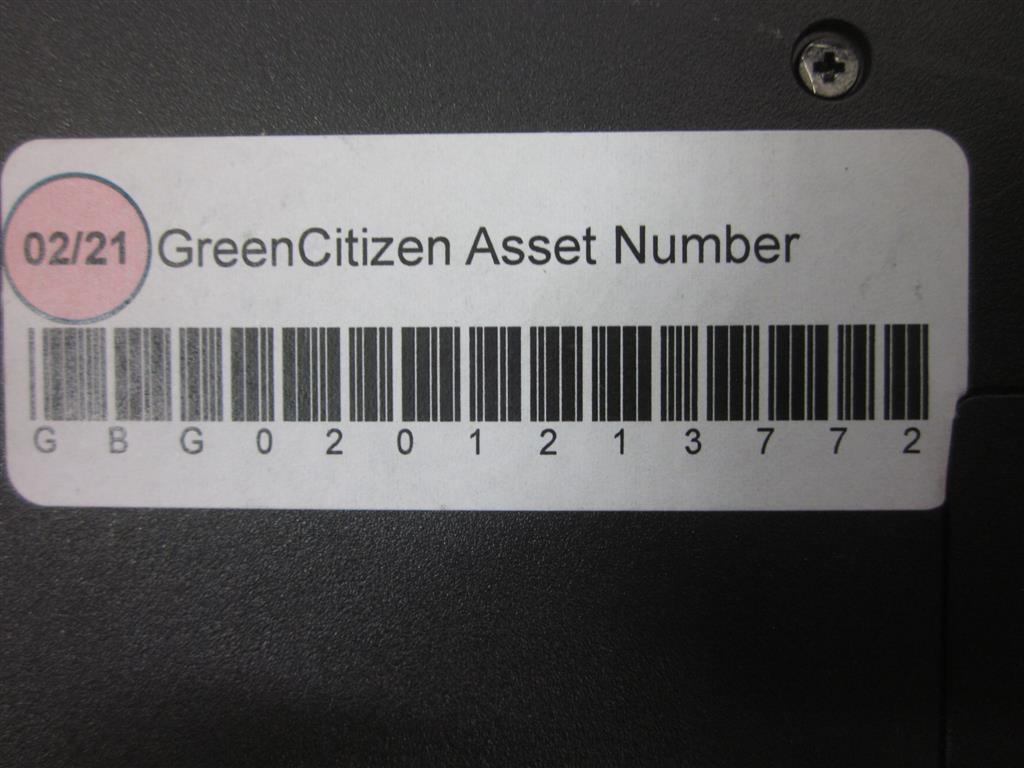 02/21 GreenCitizen Asset Number
G B G 0 2 0 1 2 1 3 7 7 2